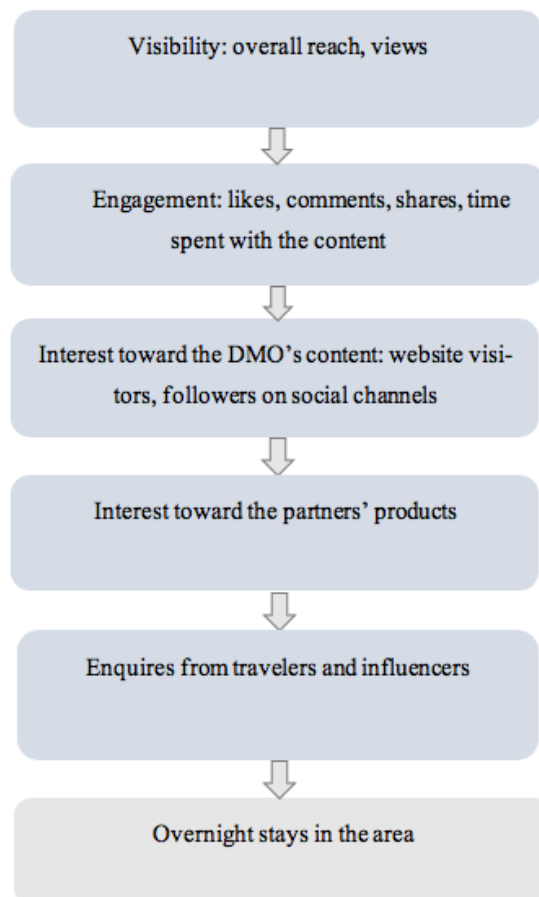 Visibility: overall reach, views
Engagement: likes, comments, shares, time
spent with the content
Interest toward the DMO’s content: website visi-
tors, followers on social channels
Interest toward the partners’ products
Enquires from travelers and influencers
Overnight stays in the area